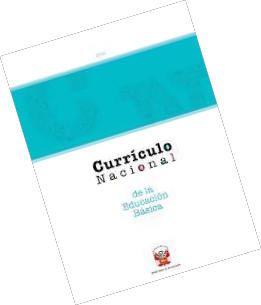 Currículo
Nacional
de la
Educación
Básica